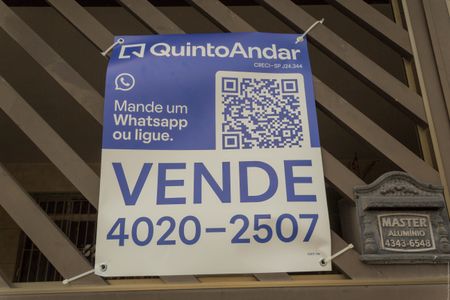 QuintoAndar
CRECI-SP J24.344
Mande um
Whatsapp
ou ligue.
VENDE
4020-2507
MASTER
ALUMÍNIO
4343-6548